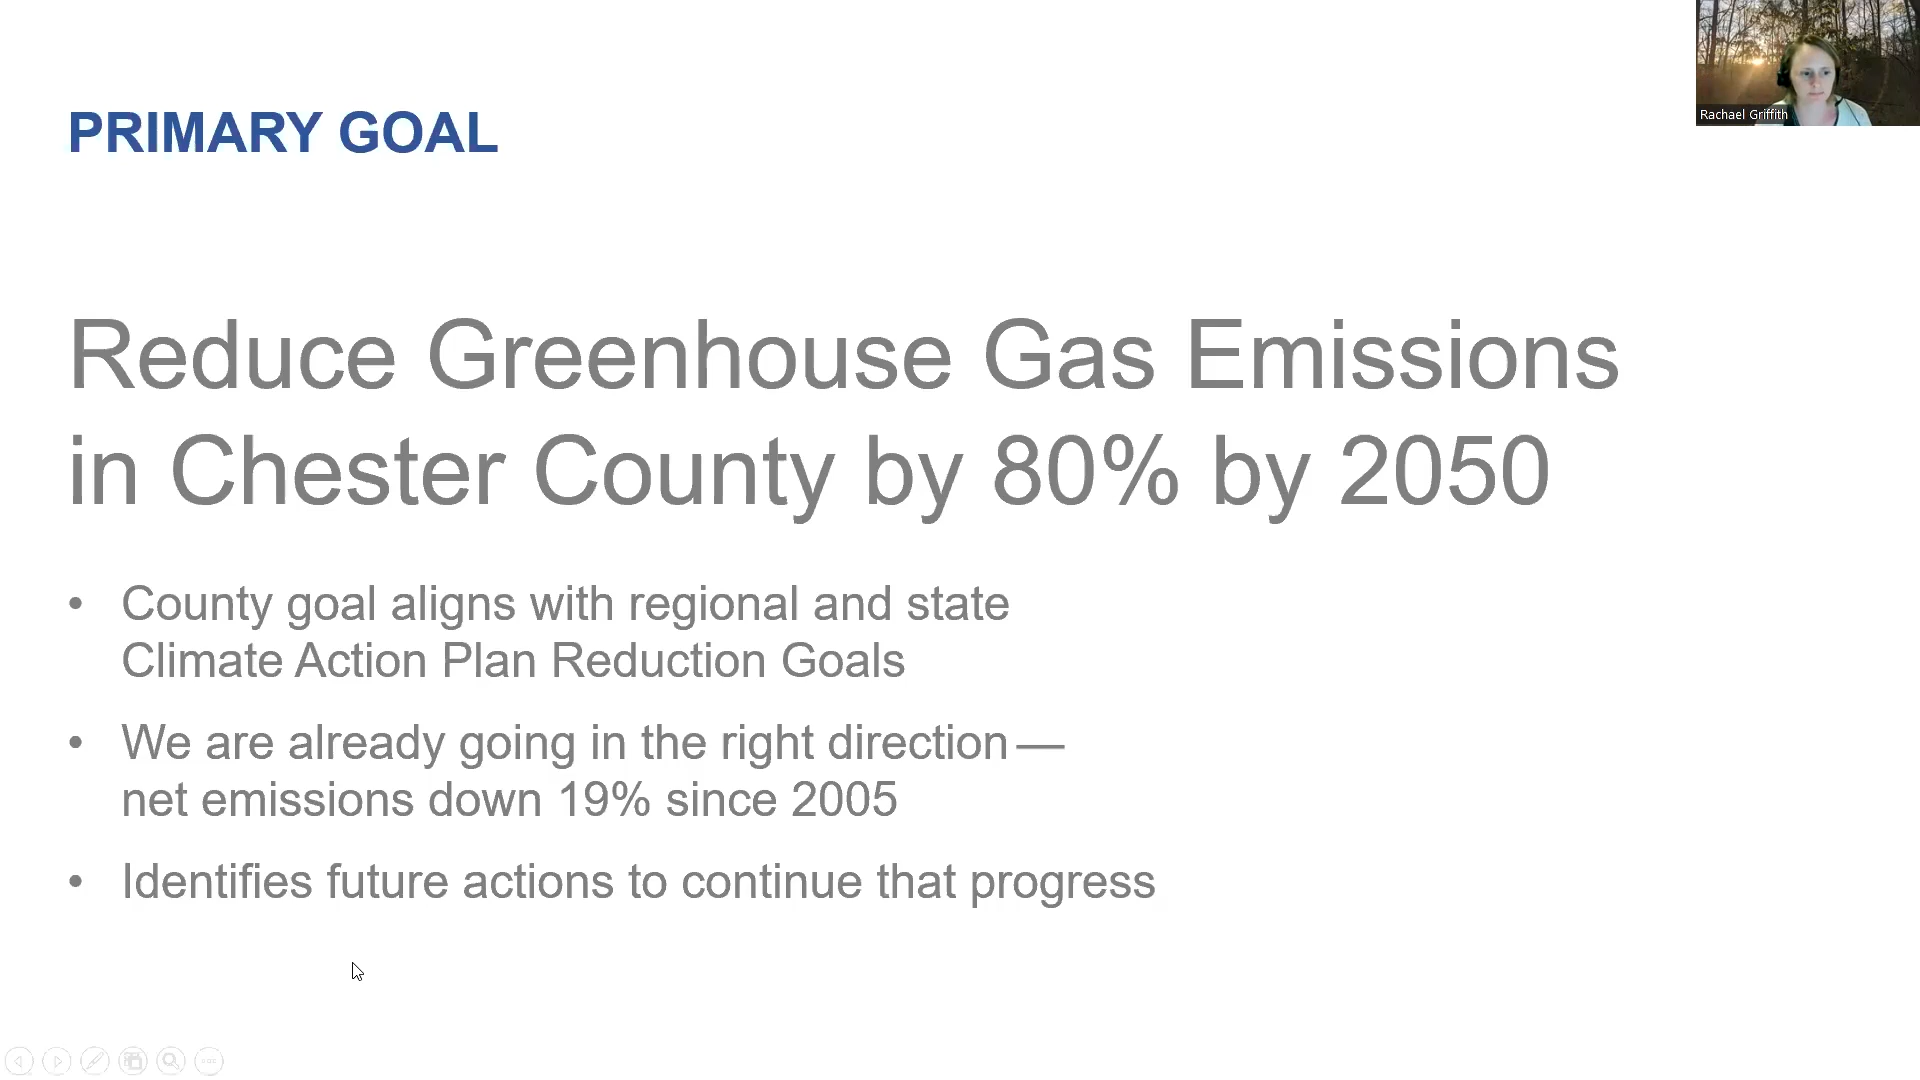 PRIMARY GOAL
Rachael Griffith
Reduce Greenhouse Gas Emissions
in Chester County by 80% by 2050
• County goal aligns with regional and state
Climate Action Plan Reduction Goals
• We are already going in the right direction —
net emissions down 19% since 2005
• Identifies future actions to continue that progress